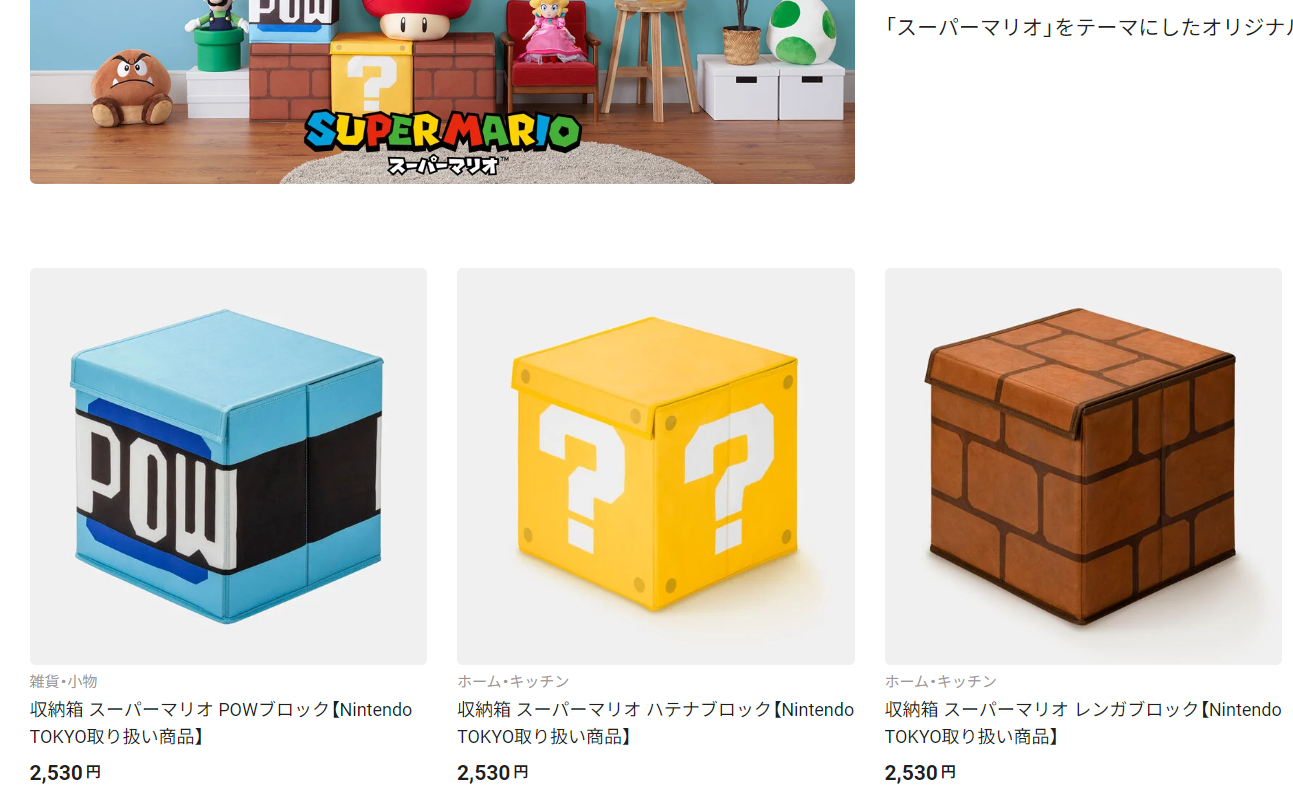 「スーパーマリオ」をテーマにしたオリジナ
POW
?
SUPER MARIO
スーパーマリオ™
POW
? ?
雑貨・小物
収納箱 スーパーマリオ POWブロック【Nintendo
TOKYO取り扱い商品】
2,530円
ホーム・キッチン
収納箱 スーパーマリオ ハテナブロック【Nintendo
TOKYO取り扱い商品】
2,530円
ホーム・キッチン
収納箱 スーパーマリオ レンガブロック【Nintendo
TOKYO取り扱い商品】
2,530円